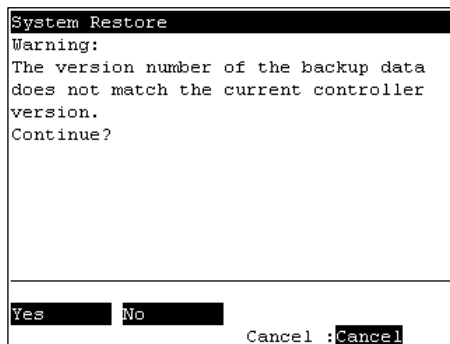 System Restore
Warning:
The version number of the backup data
does not match the current controller
version.
Continue?
Yes No
Cancel :Cancel